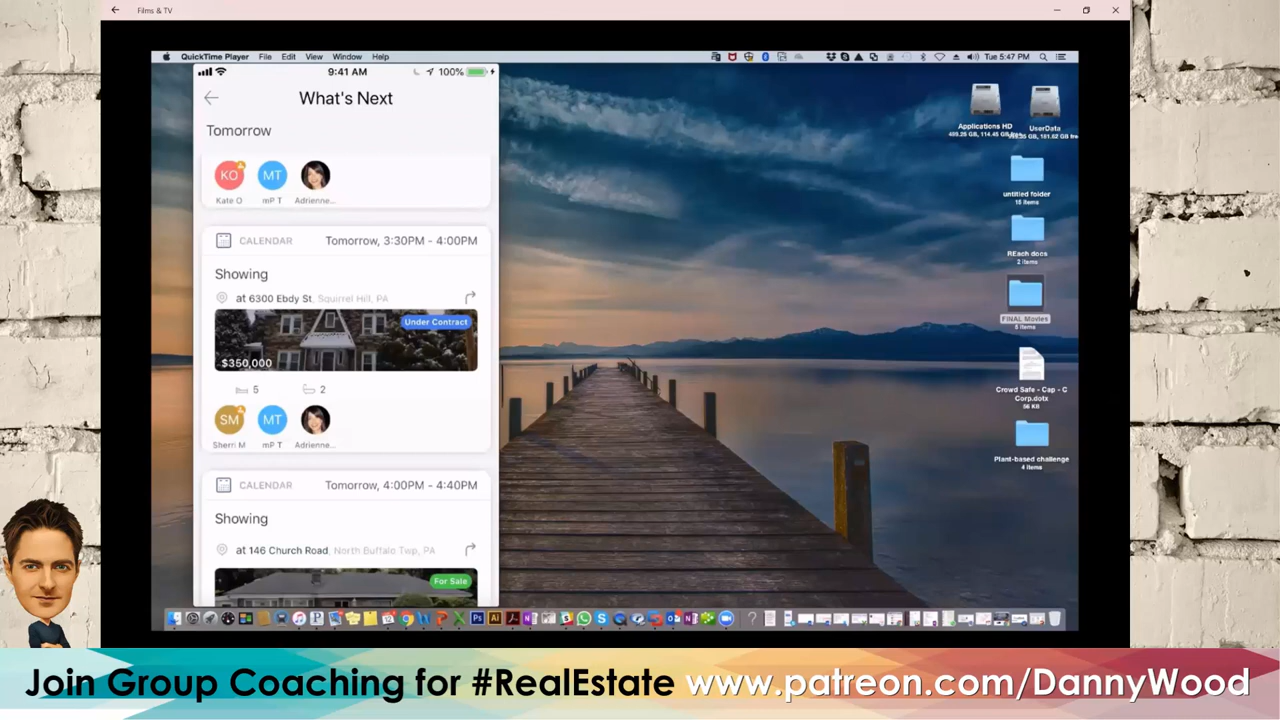 Films & TV
QuickTime Player File Edit View Window Help
Tue 5:47 PM
9:41 AM
100%
What's Next
Tomorrow
KO
MT
Kate O
mP T
Adrienne...
CALENDAR
Tomorrow, 3:30PM - 4:00PM
Showing
at 6300 Ebdy St, Squirrel Hill, PA
Under Contract
$350,000
5
2
SM
MT
Sherri M
mP T
Adrienne...
CALENDAR
Tomorrow, 4:00PM - 4:40PM
Showing
at 146 Church Road, North Buffalo Twp, PA
For Sale
Applications HD
UserData
untitled folder
16 items
REach docs
2 items
FINAL Movies
6 items
Crowd Safe - Cap - C
Corp.dotx
56 KB
Plant-based challenge
4 items
Join Group Coaching for #RealEstate www.patreon.com/DannyWood